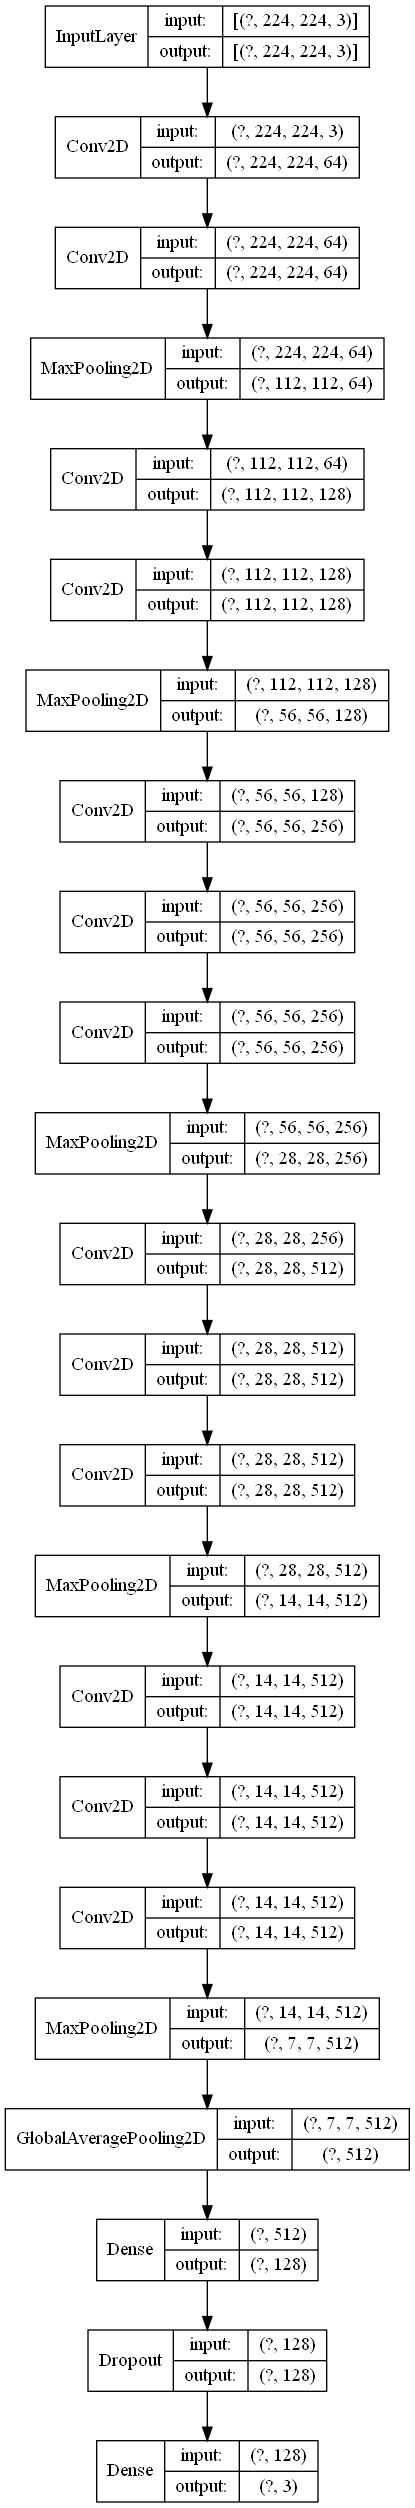 InputLayer
input: [(?, 224, 224, 3)]
output: [(?, 224, 224, 3)]
Conv2D
input: (?, 224, 224, 3)
output: (?, 224, 224, 64)
Conv2D
input: (?, 224, 224, 64)
output: (?, 224, 224, 64)
MaxPooling2D
input: (?, 224, 224, 64)
output: (?, 112, 112, 64)
Conv2D
input: (?, 112, 112, 64)
output: (?, 112, 112, 128)
Conv2D
input: (?, 112, 112, 128)
output: (?, 112, 112, 128)
MaxPooling2D
input: (?, 112, 112, 128)
output: (?, 56, 56, 128)
Conv2D
input: (?, 56, 56, 128)
output: (?, 56, 56, 256)
Conv2D
input: (?, 56, 56, 256)
output: (?, 56, 56, 256)
Conv2D
input: (?, 56, 56, 256)
output: (?, 56, 56, 256)
MaxPooling2D
input: (?, 56, 56, 256)
output: (?, 28, 28, 256)
Conv2D
input: (?, 28, 28, 256)
output: (?, 28, 28, 512)
Conv2D
input: (?, 28, 28, 512)
output: (?, 28, 28, 512)
Conv2D
input: (?, 28, 28, 512)
output: (?, 28, 28, 512)
MaxPooling2D
input: (?, 28, 28, 512)
output: (?, 14, 14, 512)
Conv2D
input: (?, 14, 14, 512)
output: (?, 14, 14, 512)
Conv2D
input: (?, 14, 14, 512)
output: (?, 14, 14, 512)
Conv2D
input: (?, 14, 14, 512)
output: (?, 14, 14, 512)
MaxPooling2D
input: (?, 14, 14, 512)
output: (?, 7, 7, 512)
GlobalAveragePooling2D
input: (?, 7, 7, 512)
output: (?, 512)
Dense
input: (?, 512)
output: (?, 128)
Dropout
input: (?, 128)
output: (?, 128)
Dense
input: (?, 128)
output: (?, 3)